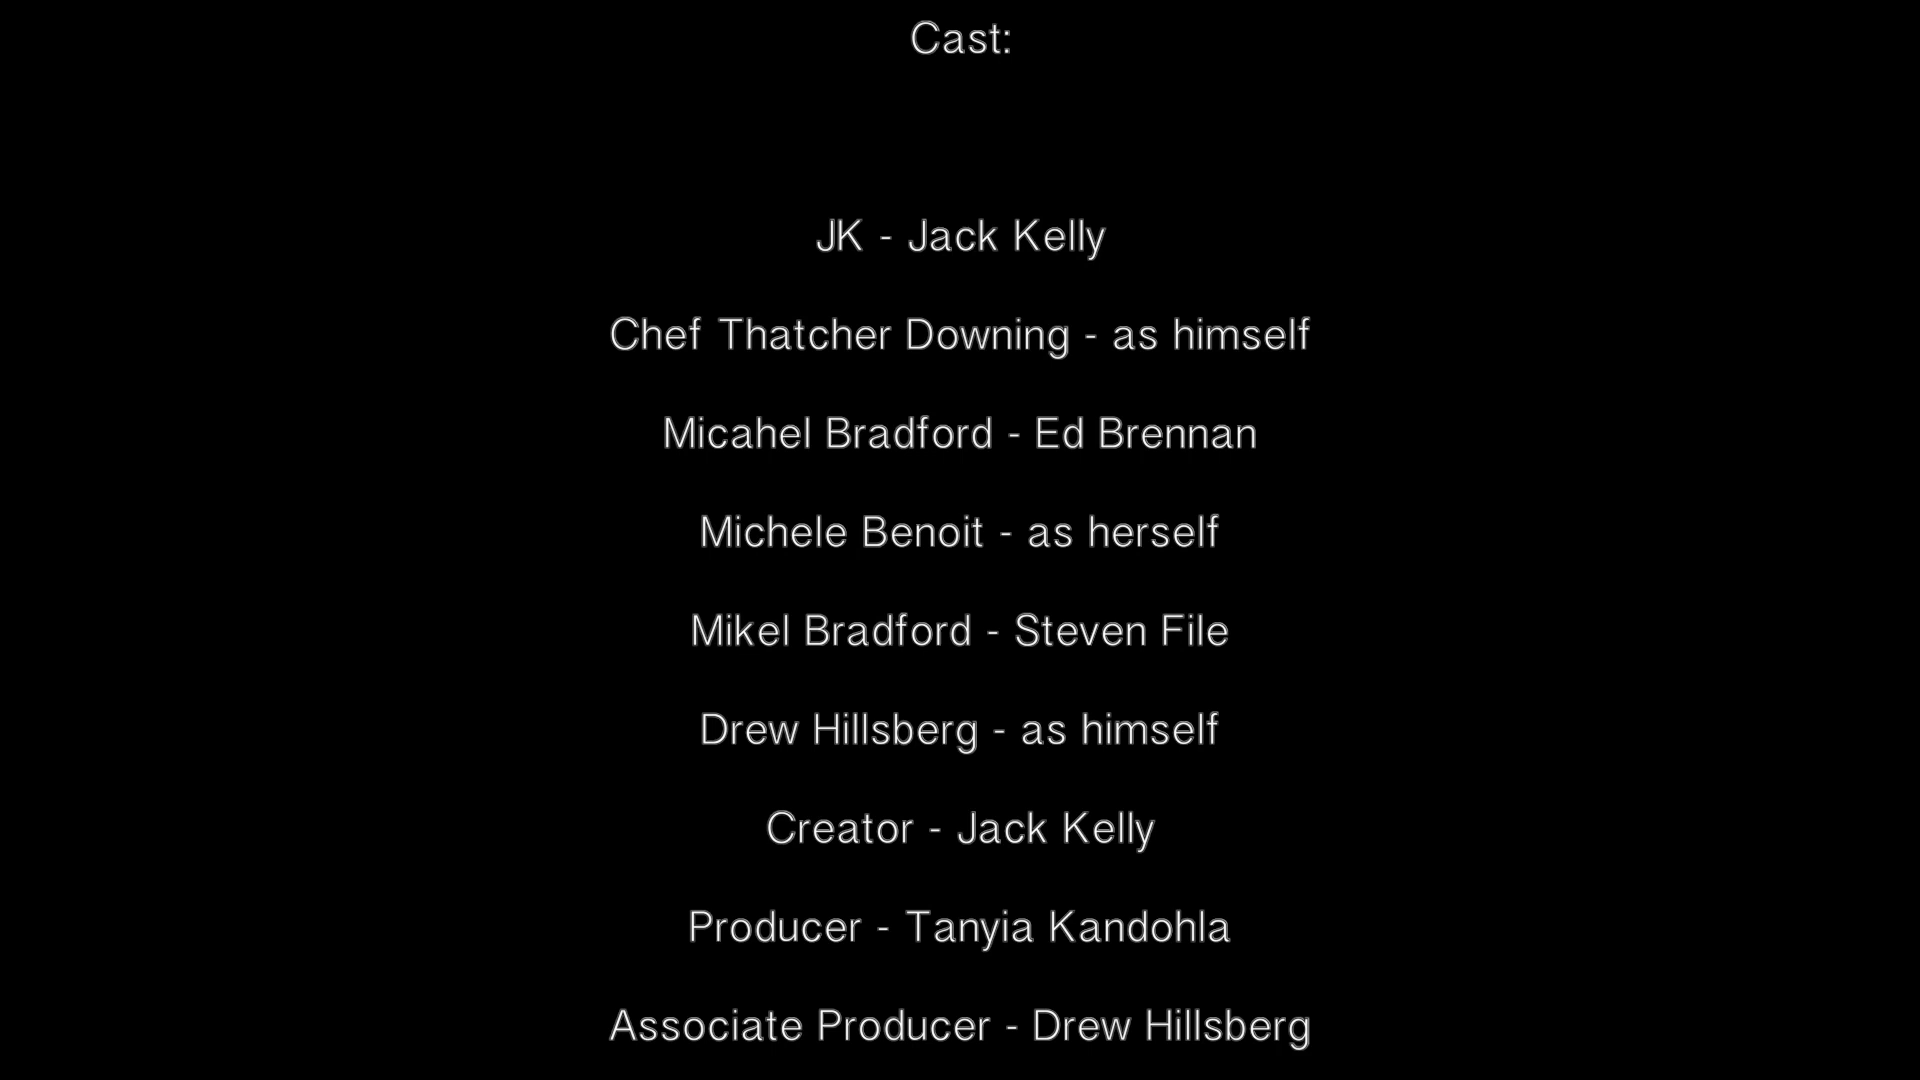 Cast:
JK - Jack Kelly
Chef Thatcher Downing - as himself
Micahel Bradford - Ed Brennan
Michele Benoit - as herself
Mikel Bradford - Steven File
Drew Hillsberg - as himself
Creator - Jack Kelly
Producer - Tanyia Kandohla
Associate Producer - Drew Hillsberg